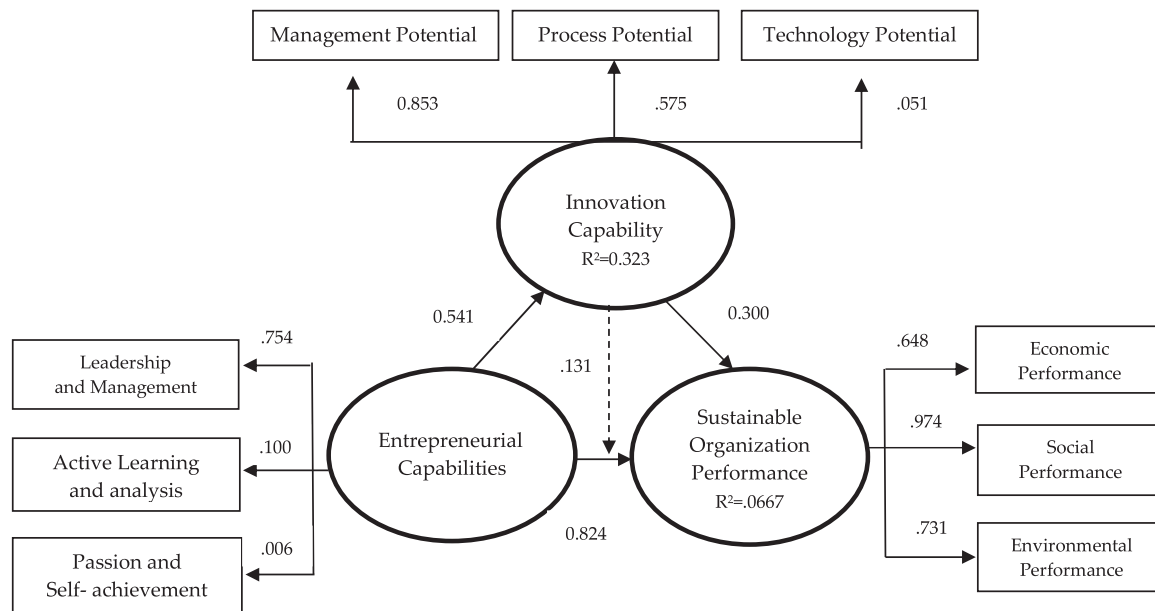 Management Potential
Process Potential
Technology Potential
0.853
.575
.051
Innovation
Capability
R²=0.323
0.541
0.300
.131
.754
Leadership
and Management
.100
Active Learning
and analysis
.006
Passion and
Self- achievement
Entrepreneurial
Capabilities
0.824
Sustainable
Organization
Performance
R²=.0667
.648
Economic
Performance
.974
Social
Performance
.731
Environmental
Performance